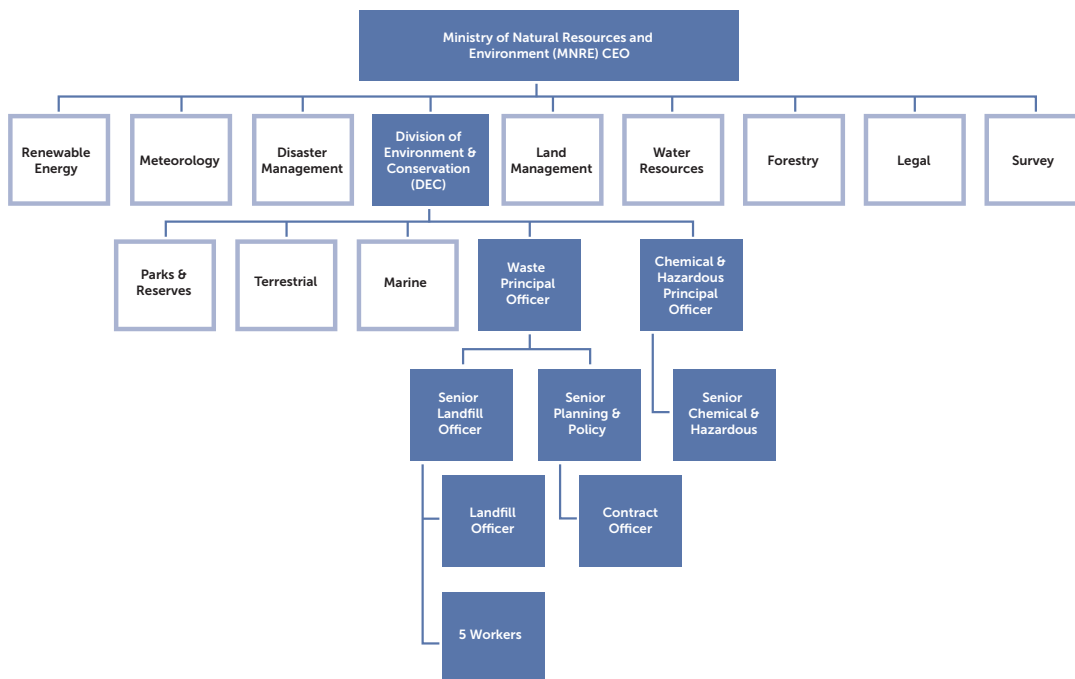 Ministry of Natural Resources and
Environment (MNRE) CEO
Renewable
Energy
Meteorology
Disaster
Management
Division of
Environment &
Conservation
(DEC)
Land
Management
Water
Resources
Forestry
Legal
Survey
Parks &
Reserves
Terrestrial
Marine
Waste
Principal
Officer
Chemical &
Hazardous
Principal
Officer
Senior
Landfill
Officer
Senior
Planning &
Policy
Senior
Chemical &
Hazardous
Landfill
Officer
Contract
Officer
5 Workers